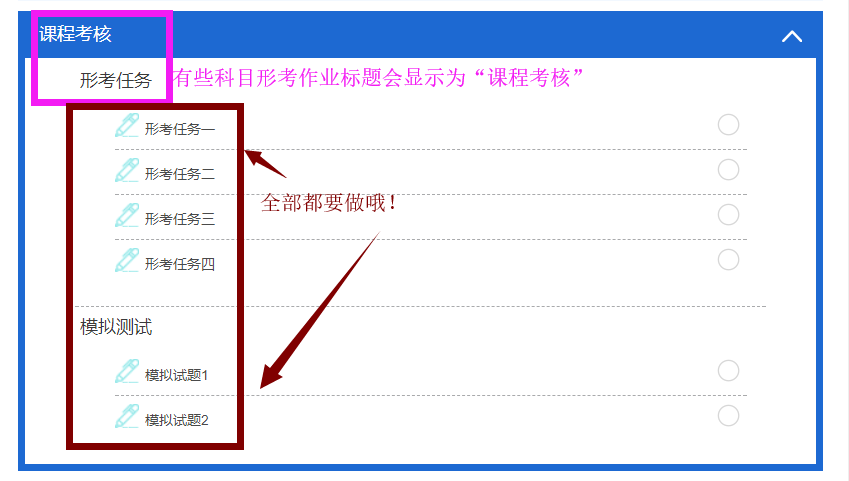 课程考核
形考任务
有些科目形考作业标题会显示为“课程考核”
形考任务一
形考任务二
形考任务三
全部都要做哦！
形考任务四
模拟测试
模拟试题1
模拟试题2